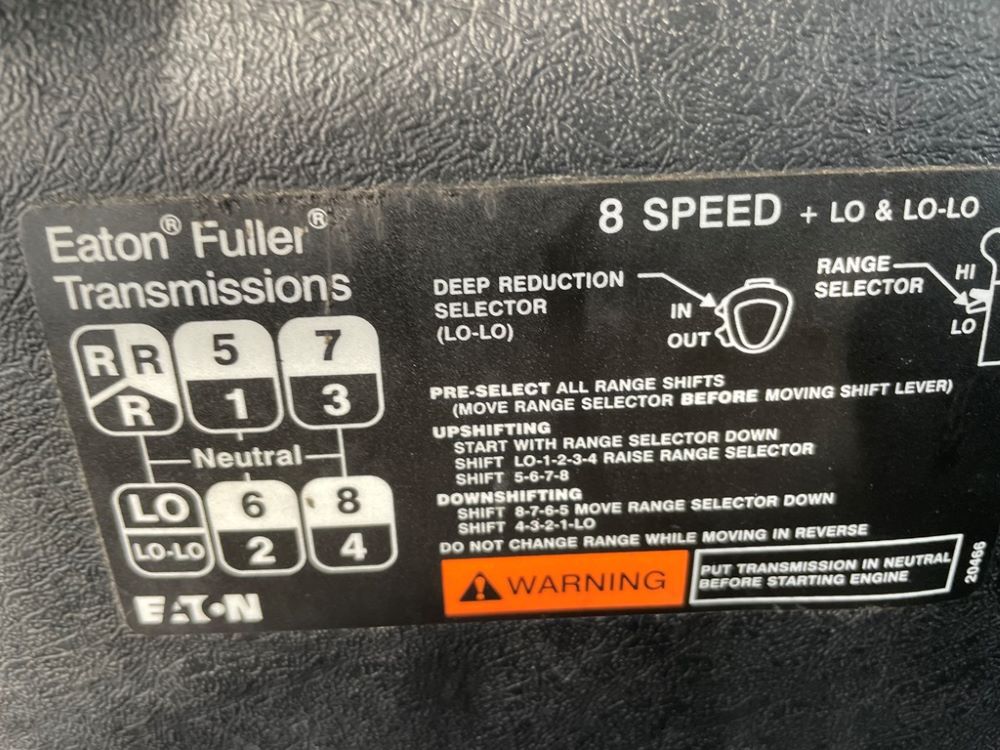 Eaton® Fuller®
Transmissions
R R 5 7
R 1 3
Neutral
LO 6 8
LO-LO 2 4
EATON
8 SPEED + LO & LO-LO
DEEP REDUCTION
SELECTOR
(LO-LO)
IN
OUT
RANGE
SELECTOR
HI
LO
PRE-SELECT ALL RANGE SHIFTS
(MOVE RANGE SELECTOR BEFORE MOVING SHIFT LEVER)
UPSHIFTING
START WITH RANGE SELECTOR DOWN
SHIFT LO-1-2-3-4 RAISE RANGE SELECTOR
SHIFT 5-6-7-8
DOWNSHIFTING
SHIFT 8-7-6-5 MOVE RANGE SELECTOR DOWN
SHIFT 4-3-2-1-LO
DO NOT CHANGE RANGE WHILE MOVING IN REVERSE
WARNING
PUT TRANSMISSION IN NEUTRAL
BEFORE STARTING ENGINE
20466